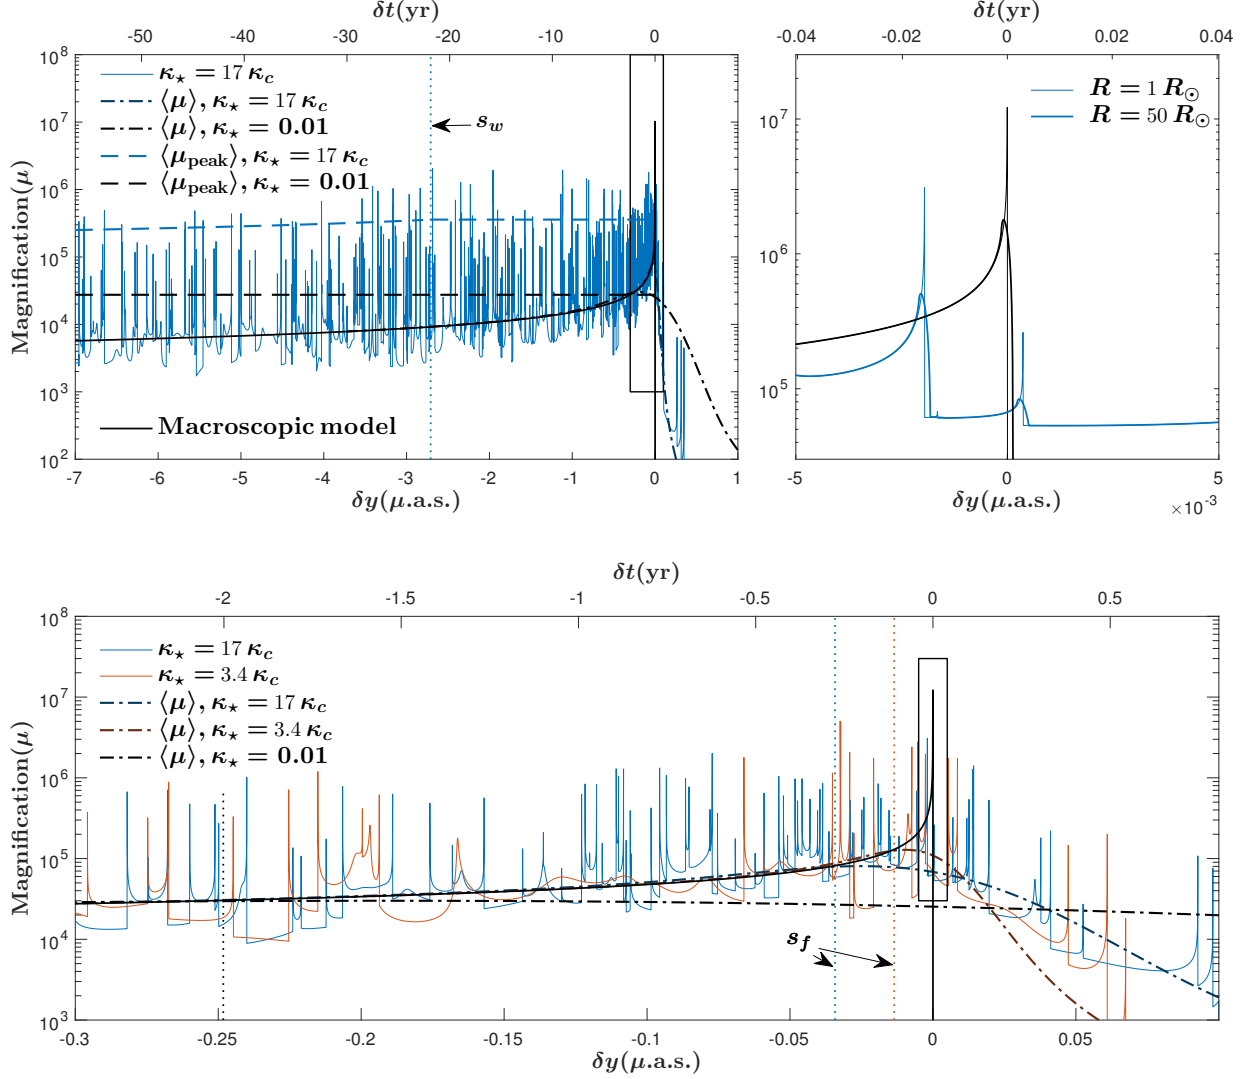 δt(yr)
-50 -40 -30 -20 -10 0
10^8
10^7
10^6
10^5
10^4
10^3
10^2
Magnification(μ)
κ⋆ = 17 κc
⟨μ⟩, κ⋆ = 17 κc
⟨μ⟩, κ⋆ = 0.01
⟨μpeak⟩, κ⋆ = 17 κc
⟨μpeak⟩, κ⋆ = 0.01
sw
Macroscopic model
-7 -6 -5 -4 -3 -2 -1 0 1
δy(μ.a.s.)
δt(yr)
-0.04 -0.02 0 0.02 0.04
R = 1 R⊙
R = 50 R⊙
10^7
10^6
10^5
-5 0 5
δy(μ.a.s.)
×10^-3
δt(yr)
-2 -1.5 -1 -0.5 0 0.5
10^8
10^7
10^6
10^5
10^4
10^3
Magnification(μ)
κ⋆ = 17 κc
κ⋆ = 3.4 κc
⟨μ⟩, κ⋆ = 17 κc
⟨μ⟩, κ⋆ = 3.4 κc
⟨μ⟩, κ⋆ = 0.01
sf
-0.3 -0.25 -0.2 -0.15 -0.1 -0.05 0 0.05
δy(μ.a.s.)